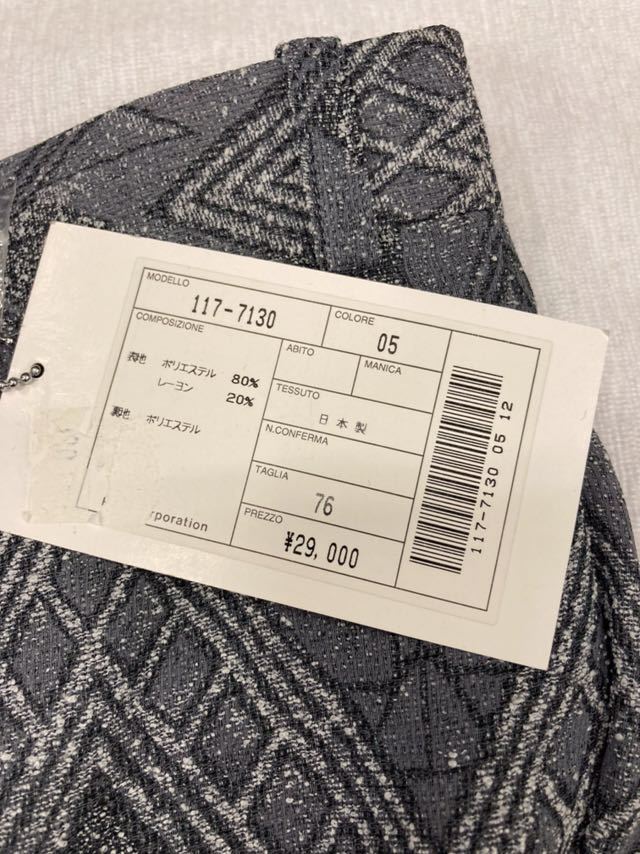 MODELLO
117-7130
COLORE
05
COMPOSIZIONE
表地 ポリエステル 80%
レーヨン 20%
裏地 ポリエステル
ABITO
MANICA
TESSUTO
日本製
N.CONFERMA
TAGLIA
76
PREZZO
¥29,000
orporation
117-7130 05 12